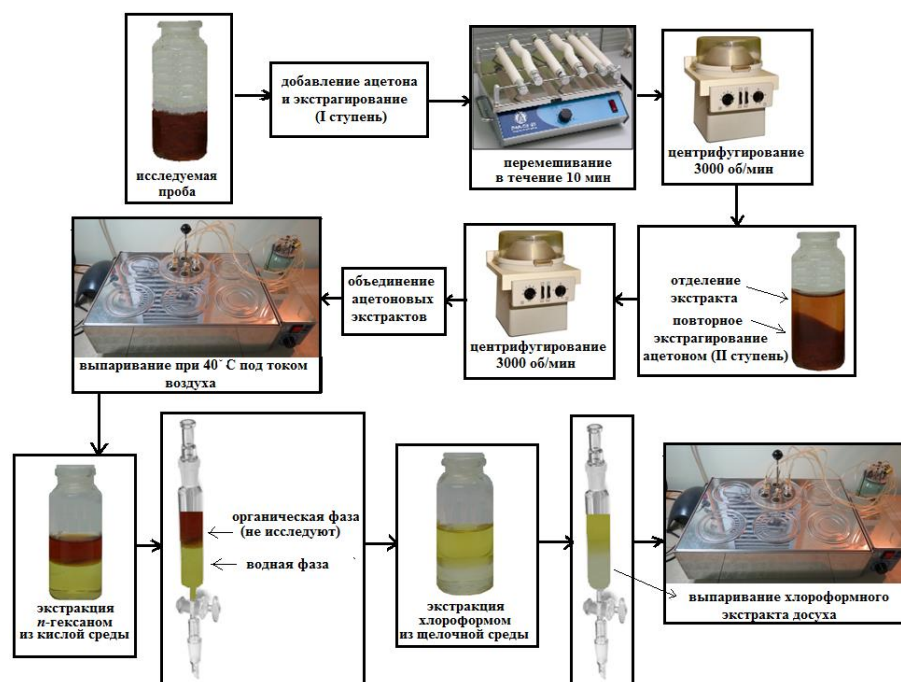 исследуемая
проба
добавление ацетона
и экстрагирование
(I ступень)
перемешивание
в течение 10 мин
центрифугирование
3000 об/мин
отделение
экстракта
повторное
экстрагирование
ацетоном (II ступень)
центрифугирование
3000 об/мин
объединение
ацетоновых
экстрактов
выпаривание при 40˚ С под током
воздуха
экстракция
n-гексаном
из кислой среды
органическая фаза
(не исследуют)
водная фаза
экстракция
хлороформом
из щелочной среды
выпаривание хлороформного
экстракта досуха